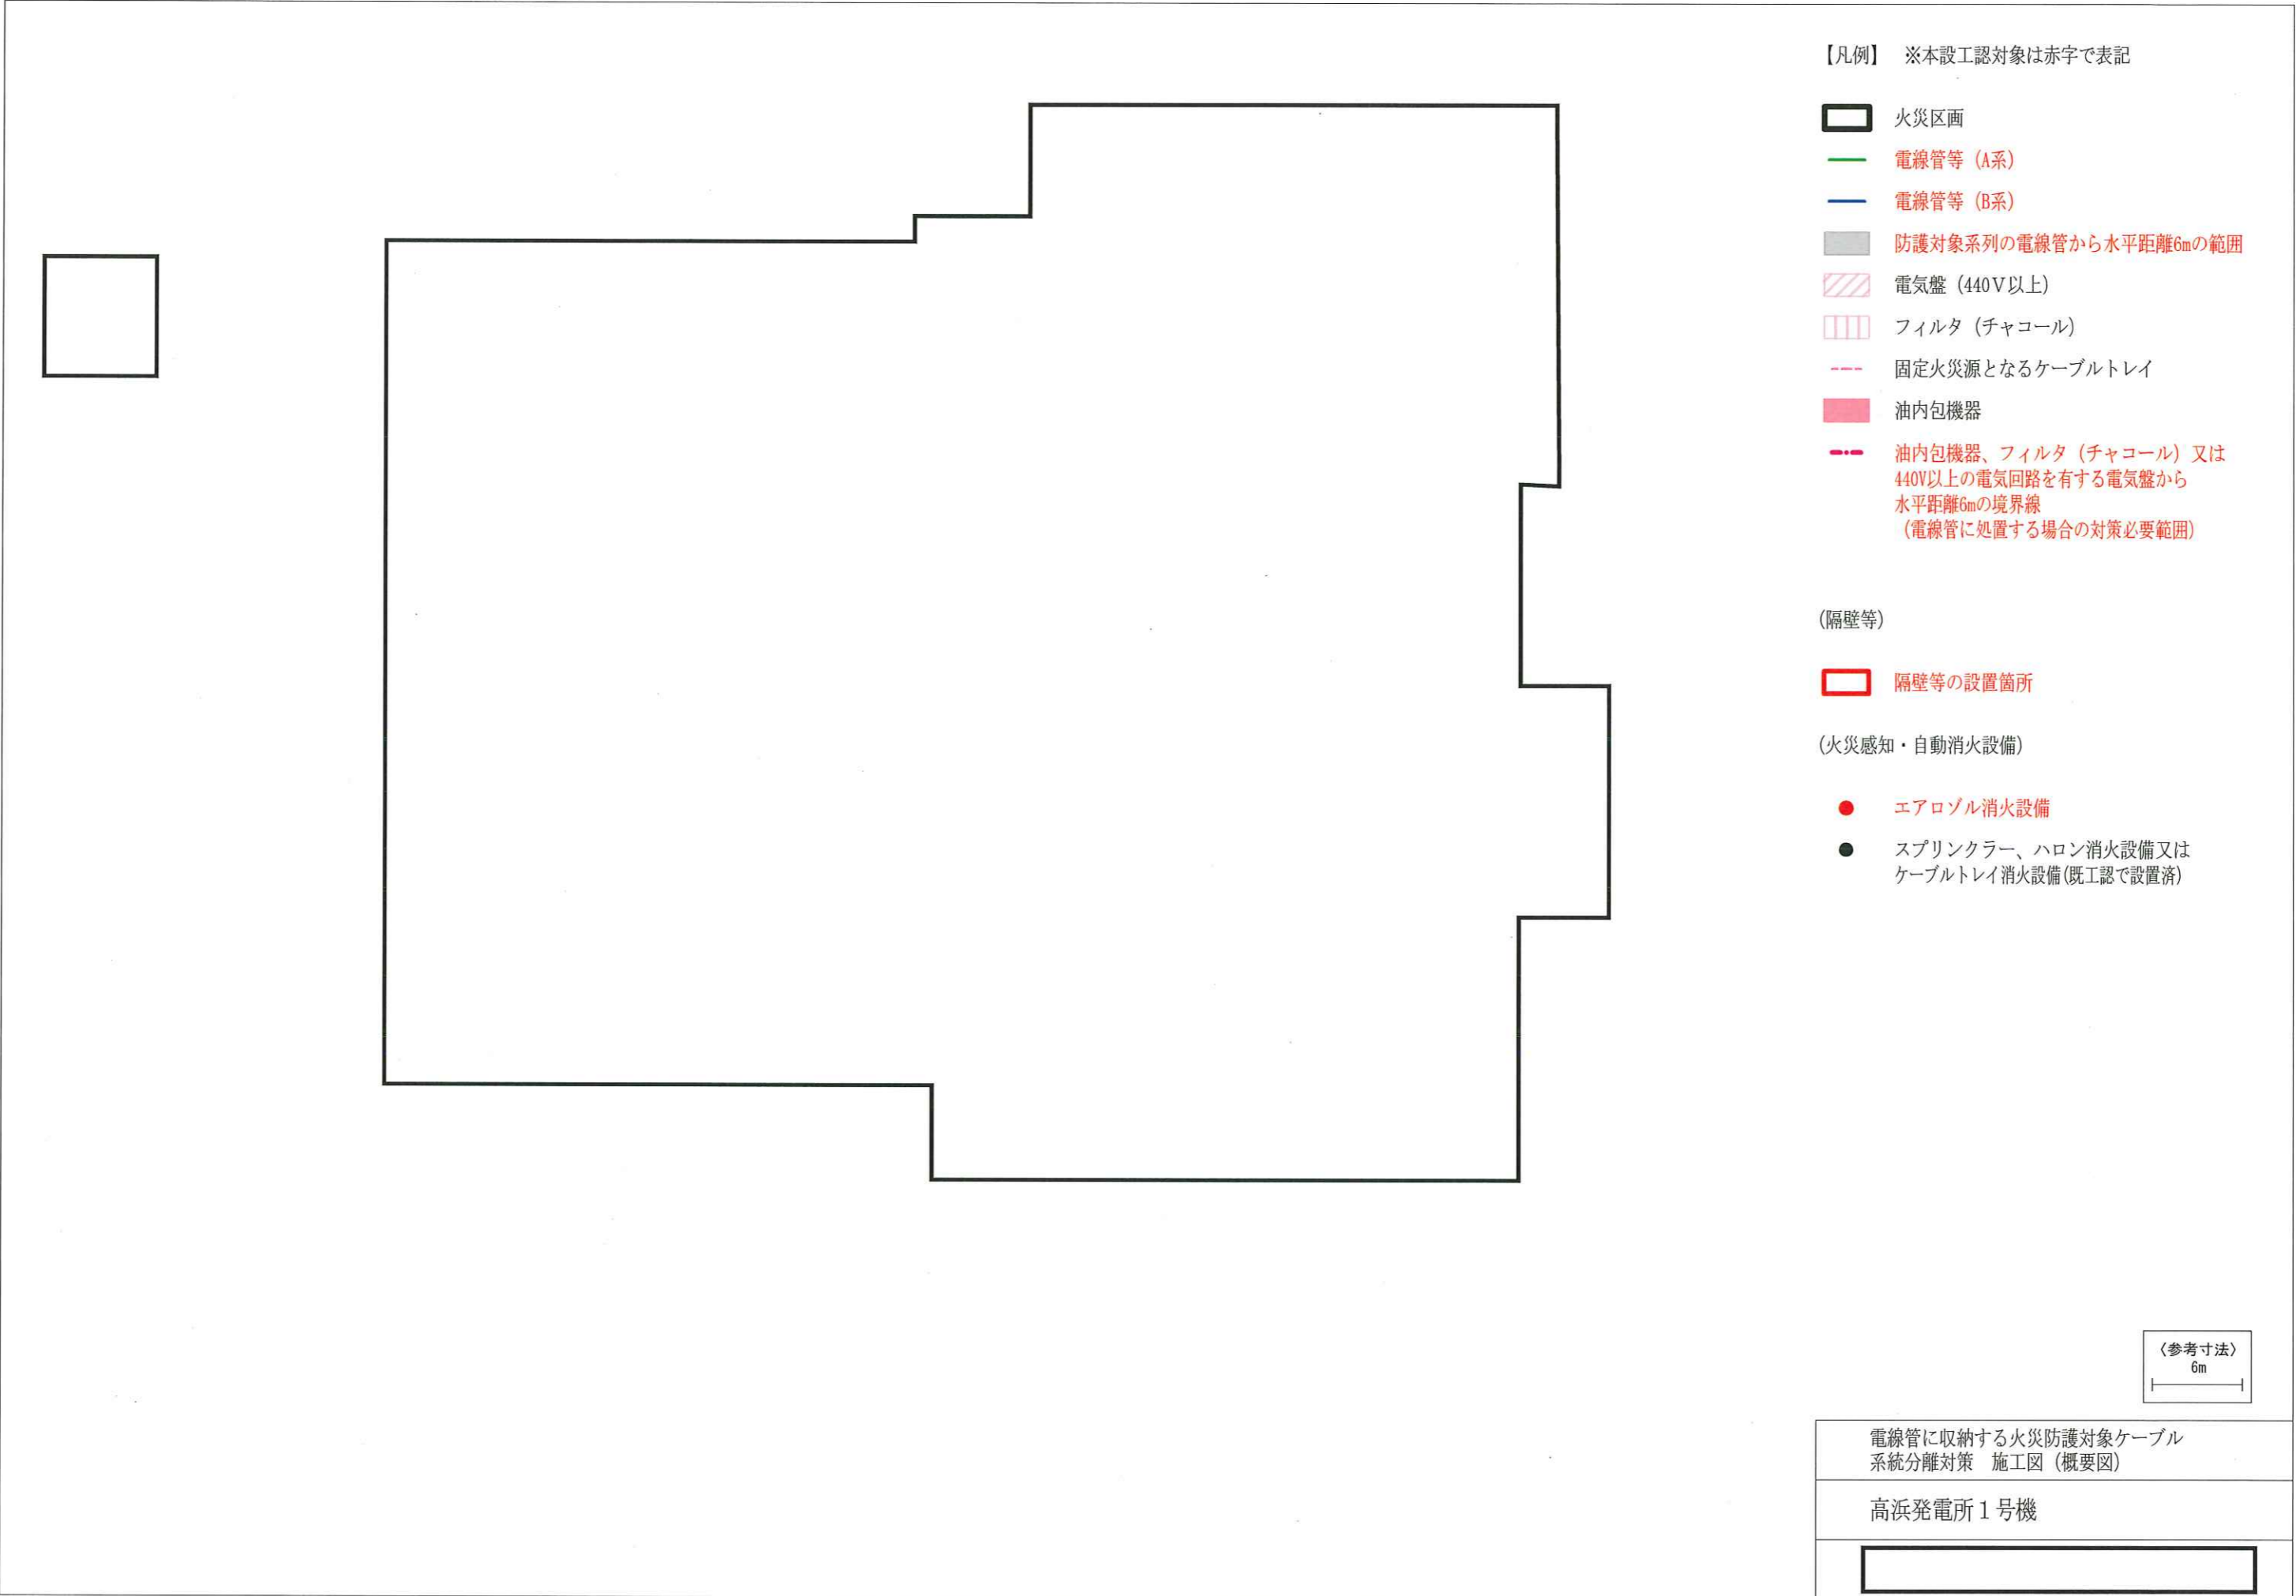 【凡例】　※本設工認対象は赤字で表記
火災区画
電線管等（A系）
電線管等（B系）
防護対象系列の電線管から水平距離6mの範囲
電気盤（440Ｖ以上）
フィルタ（チャコール）
固定火災源となるケーブルトレイ
油内包機器
油内包機器、フィルタ（チャコール）又は
440V以上の電気回路を有する電気盤から
水平距離6mの境界線
（電線管に処置する場合の対策必要範囲）
（隔壁等）
隔壁等の設置箇所
（火災感知・自動消火設備）
エアロゾル消火設備
スプリンクラー、ハロン消火設備又は
ケーブルトレイ消火設備(既工認で設置済)
〈参考寸法〉
6m
電線管に収納する火災防護対象ケーブル
系統分離対策　施工図（概要図）
高浜発電所１号機